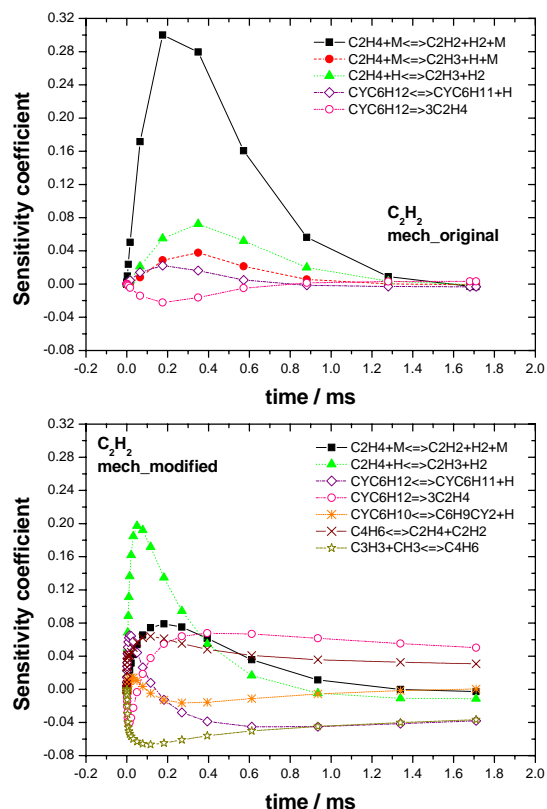 0.32
0.28
0.24
0.20
0.16
0.12
0.08
0.04
0.00
-0.04
-0.08
Sensitivity coefficient
C2H4+M<=>C2H2+H2+M
C2H4+M<=>C2H3+H+M
C2H4+H<=>C2H3+H2
CYC6H12<=>CYC6H11+H
CYC6H12=>3C2H4
C₂H₂
mech_original
-0.2 0.0 0.2 0.4 0.6 0.8 1.0 1.2 1.4 1.6 1.8 2.0
time / ms
0.32
0.28
0.24
0.20
0.16
0.12
0.08
0.04
0.00
-0.04
-0.08
Sensitivity coefficient
C₂H₂
mech_modified
C2H4+M<=>C2H2+H2+M
C2H4+H<=>C2H3+H2
CYC6H12<=>CYC6H11+H
CYC6H12=>3C2H4
CYC6H10<=>C6H9CY2+H
C4H6<=>C2H4+C2H2
C3H3+CH3<=>C4H6
-0.2 0.0 0.2 0.4 0.6 0.8 1.0 1.2 1.4 1.6 1.8 2.0
time / ms